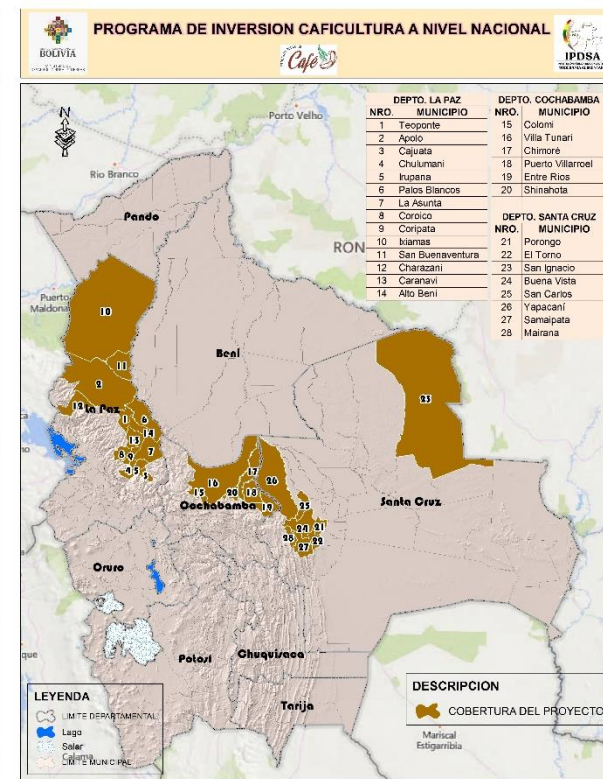 BOLIVIA
PROGRAMA DE INVERSION CAFICULTURA A NIVEL NACIONAL
Café
IPDSA
DEPTO. LA PAZ
NRO. MUNICIPIO
1 Teoponte
2 Apolo
3 Cajuata
4 Chulumani
5 Irupana
6 Palos Blancos
7 La Asunta
8 Coroico
9 Coripata
10 Ixiamas
11 San Buenaventura
12 Charazani
13 Caranavi
14 Alto Beni
DEPTO. COCHABAMBA
NRO. MUNICIPIO
15 Colomi
16 Villa Tunari
17 Chimoré
18 Puerto Villarroel
19 Entre Rios
20 Shinahota
DEPTO. SANTA CRUZ
NRO. MUNICIPIO
21 Porongo
22 El Torno
23 San Ignacio
24 Buena Vista
25 San Carlos
26 Yapacaní
27 Samaipata
28 Mairana
N
Porto Velho
Rio Branco
Pando
RON
Puerto
Maldona
10
11
Beni
2
23
12
La Paz
1
6
14
13
7
8
9
4
5
3
17
26
16
15
20
18
19
Cochabamba
25
Santa Cruz
24
21
28
22
27
Oruro
Potosí
Chuquisaca
Tarija
que
LEYENDA
LIMITE DEPARTAMENTAL
Lago
Salar
Calama
LIMITE MUNICIPAL
DESCRIPCION
COBERTURA DEL PROYECTO
Mariscal
Estigarribia